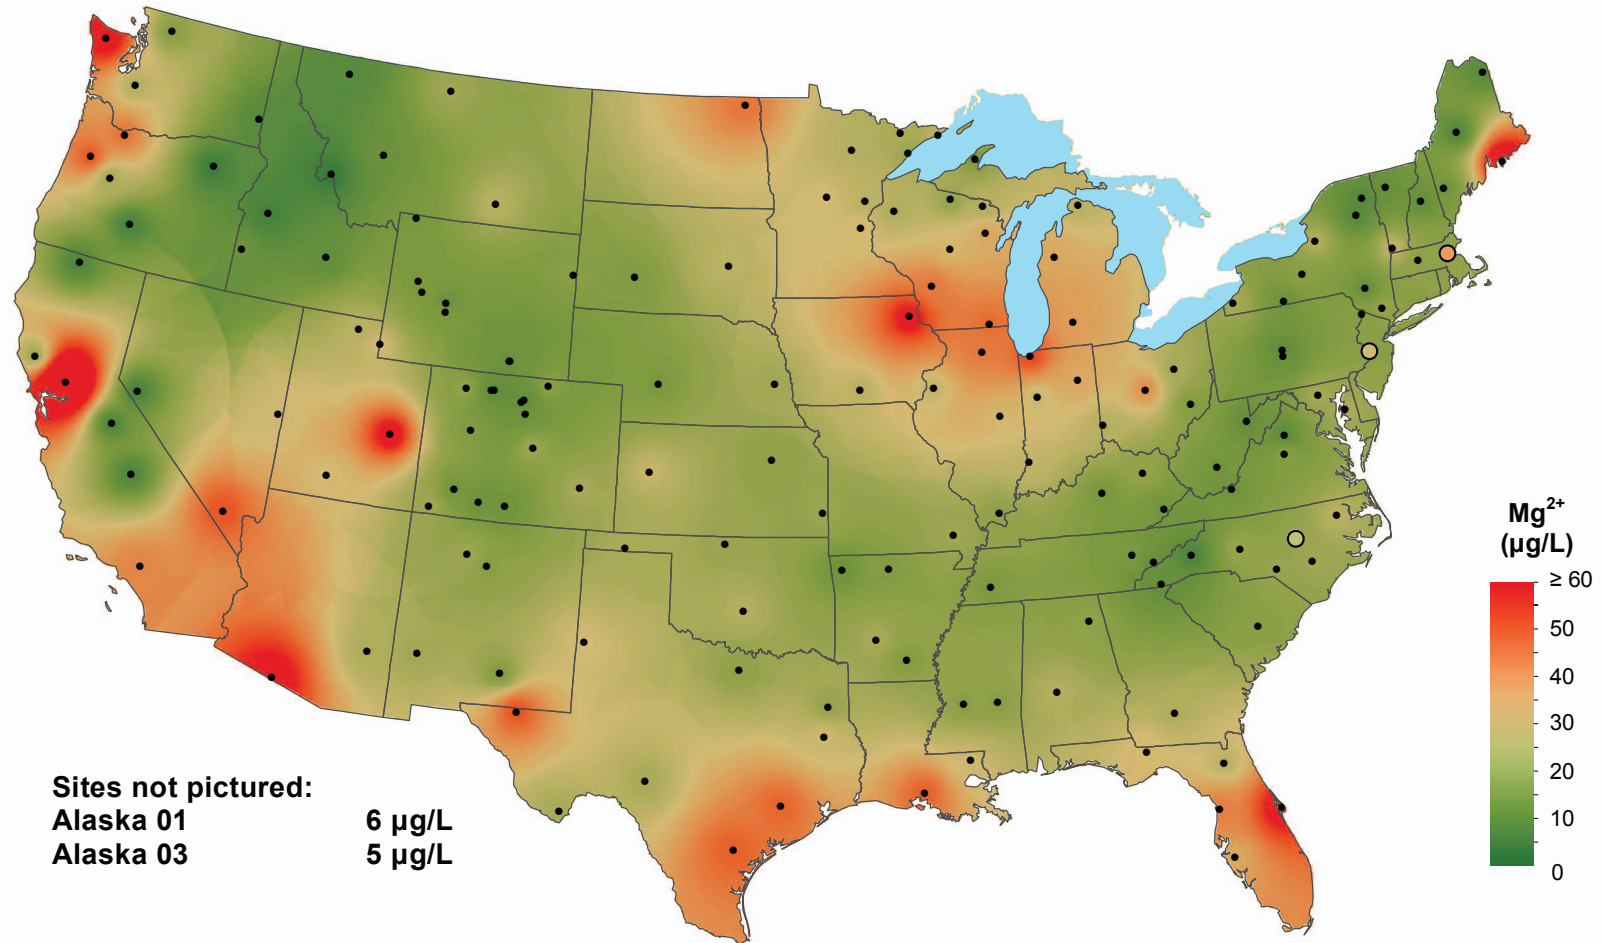 Mg2+
(µg/L)
≥ 60
50
40
30
20
10
0
Sites not pictured:
Alaska 01 6 µg/L
Alaska 03 5 µg/L